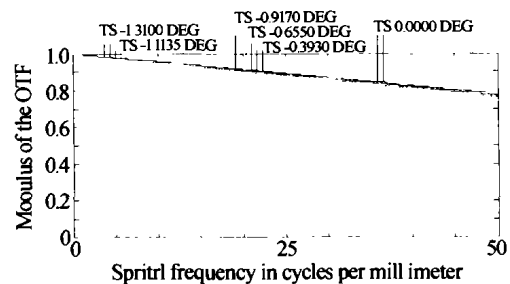 TS -0.9170 DEG
TS -1 3100 DEG
TS -0.6550 DEG
TS 0.0000 DEG
TS -1 1135 DEG
TS -0.3930 DEG
1.0
0.8
0.6
0.4
0.2
0
0
25
50
Mooulus of the OTF
Spritrl frequency in cycles per mill imeter